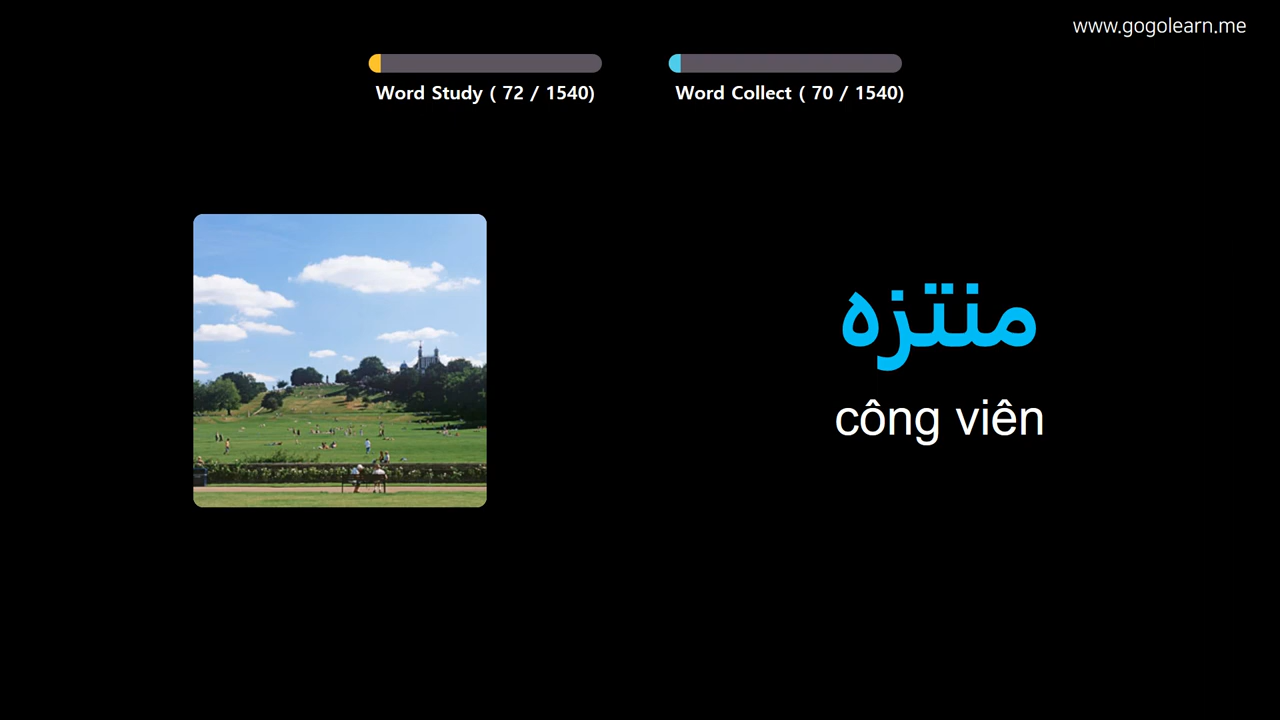 www.gogolearn.me
Word Study ( 72 / 1540)
Word Collect ( 70 / 1540)
منتزه
công viên